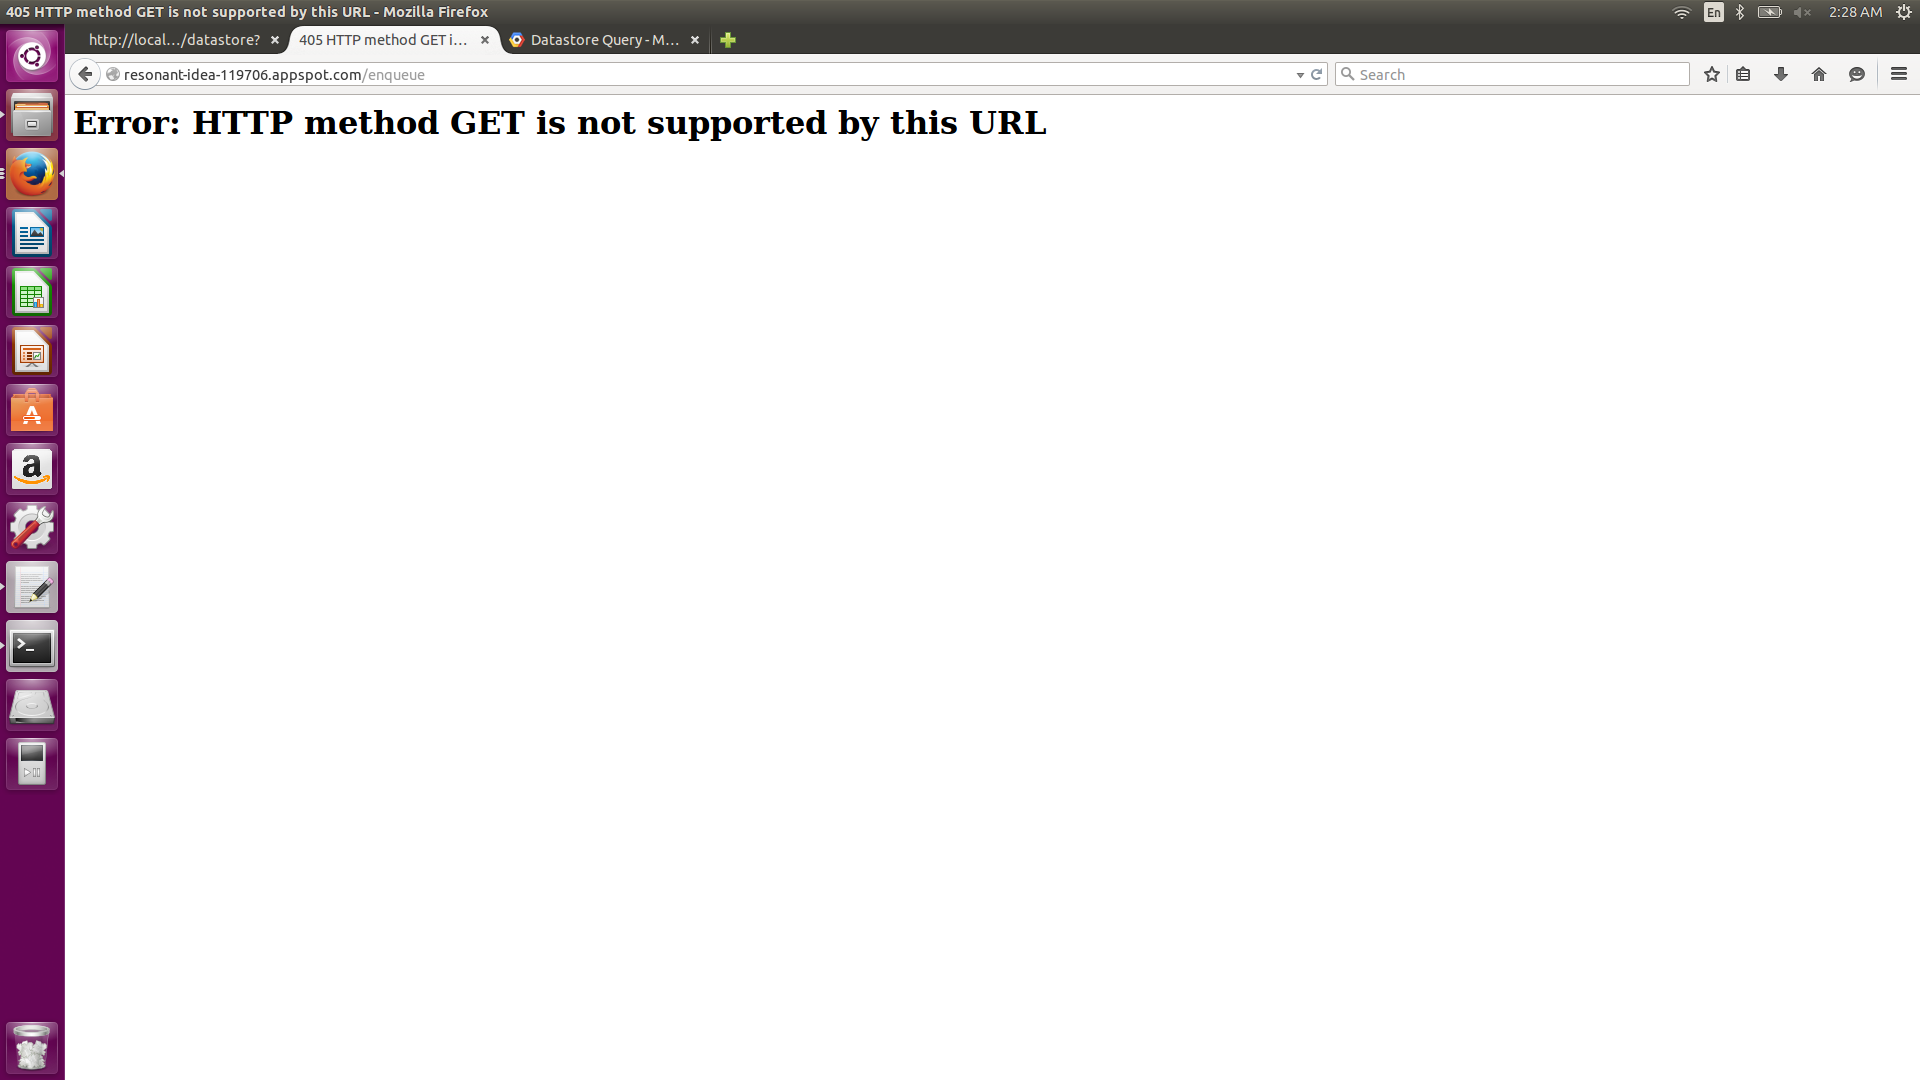 405 HTTP method GET is not supported by this URL - Mozilla Firefox
En
2:28 AM
http://local.../datastore?
405 HTTP method GET i...
Datastore Query - M...
resonant-idea-119706.appspot.com/enqueue
Search
Error: HTTP method GET is not supported by this URL